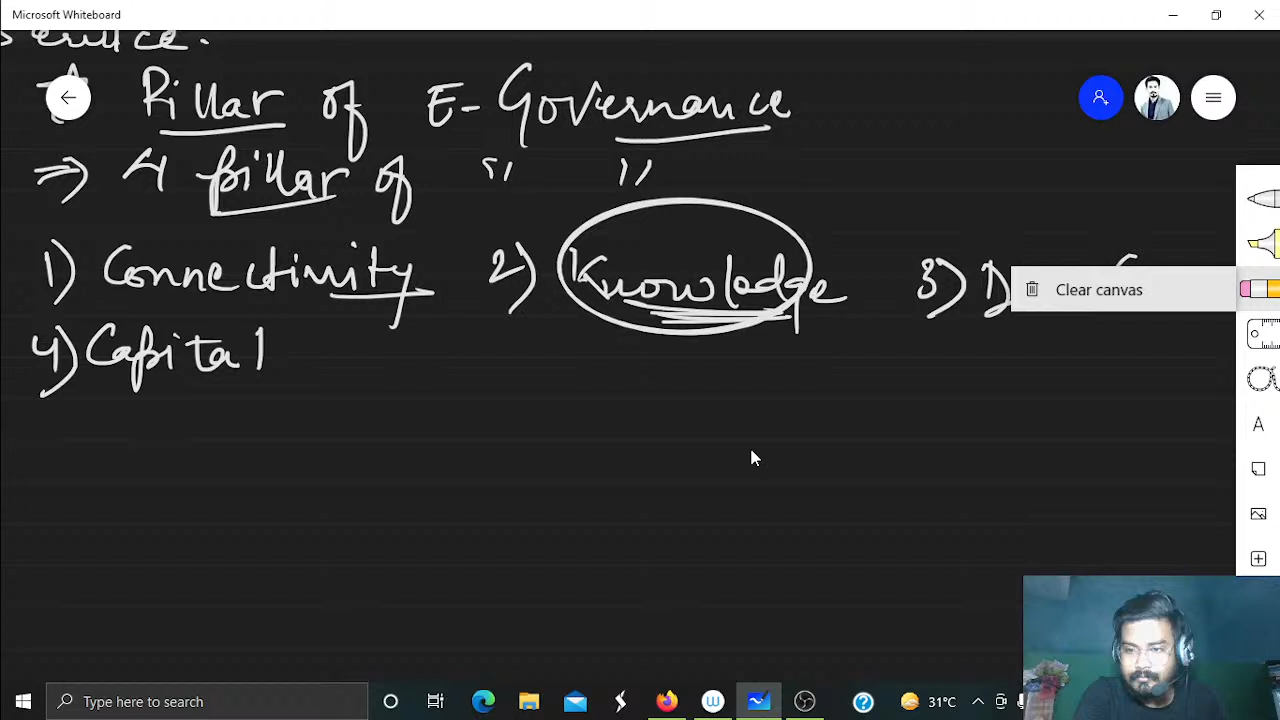 Microsoft Whiteboard
service.
Pillar of E-Governance
⇒ 4 pillar of " "
1) Connectivity 2) Knowledge 3) D
Clear canvas
4) Capital
A
Type here to search
31°C